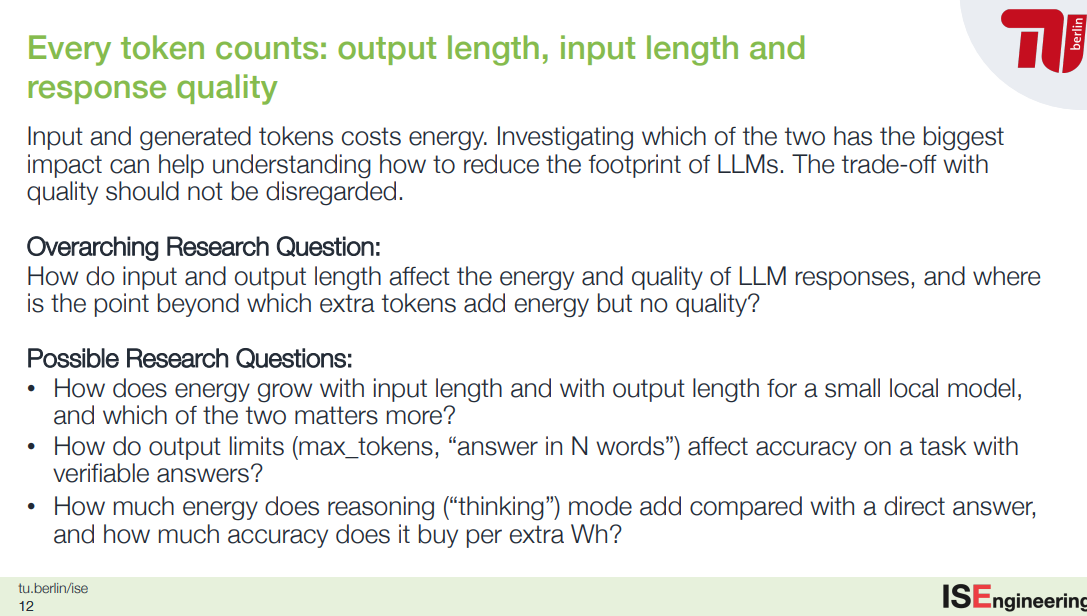 Every token counts: output length, input length and
response quality
TU
berlin
Input and generated tokens costs energy. Investigating which of the two has the biggest
impact can help understanding how to reduce the footprint of LLMs. The trade-off with
quality should not be disregarded.
Overarching Research Question:
How do input and output length affect the energy and quality of LLM responses, and where
is the point beyond which extra tokens add energy but no quality?
Possible Research Questions:
• How does energy grow with input length and with output length for a small local model,
and which of the two matters more?
• How do output limits (max_tokens, “answer in N words”) affect accuracy on a task with
verifiable answers?
• How much energy does reasoning (“thinking”) mode add compared with a direct answer,
and how much accuracy does it buy per extra Wh?
tu.berlin/ise
12
ISEngineering